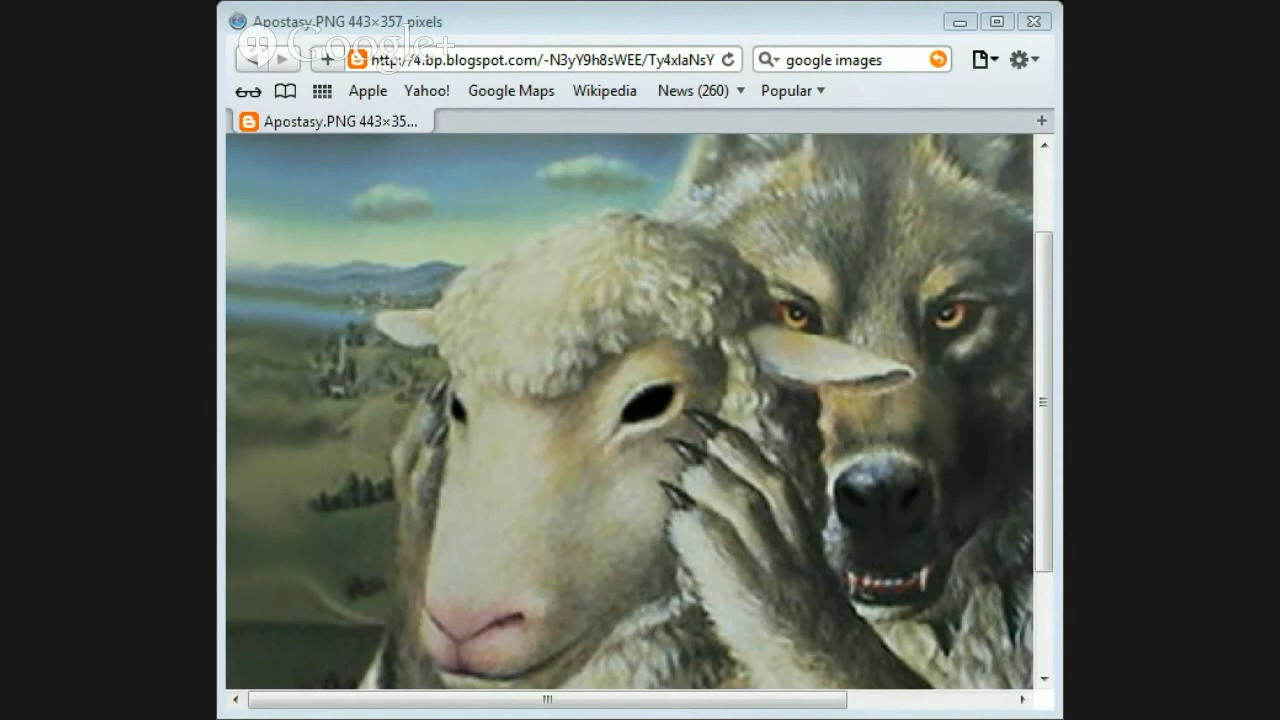 Apostasy.PNG 443×357 pixels
Google+
http://4.bp.blogspot.com/-N3yY9h8sWEE/Ty4xIaNsY
google images
Apple Yahoo! Google Maps Wikipedia News (260) Popular
Apostasy.PNG 443×35...